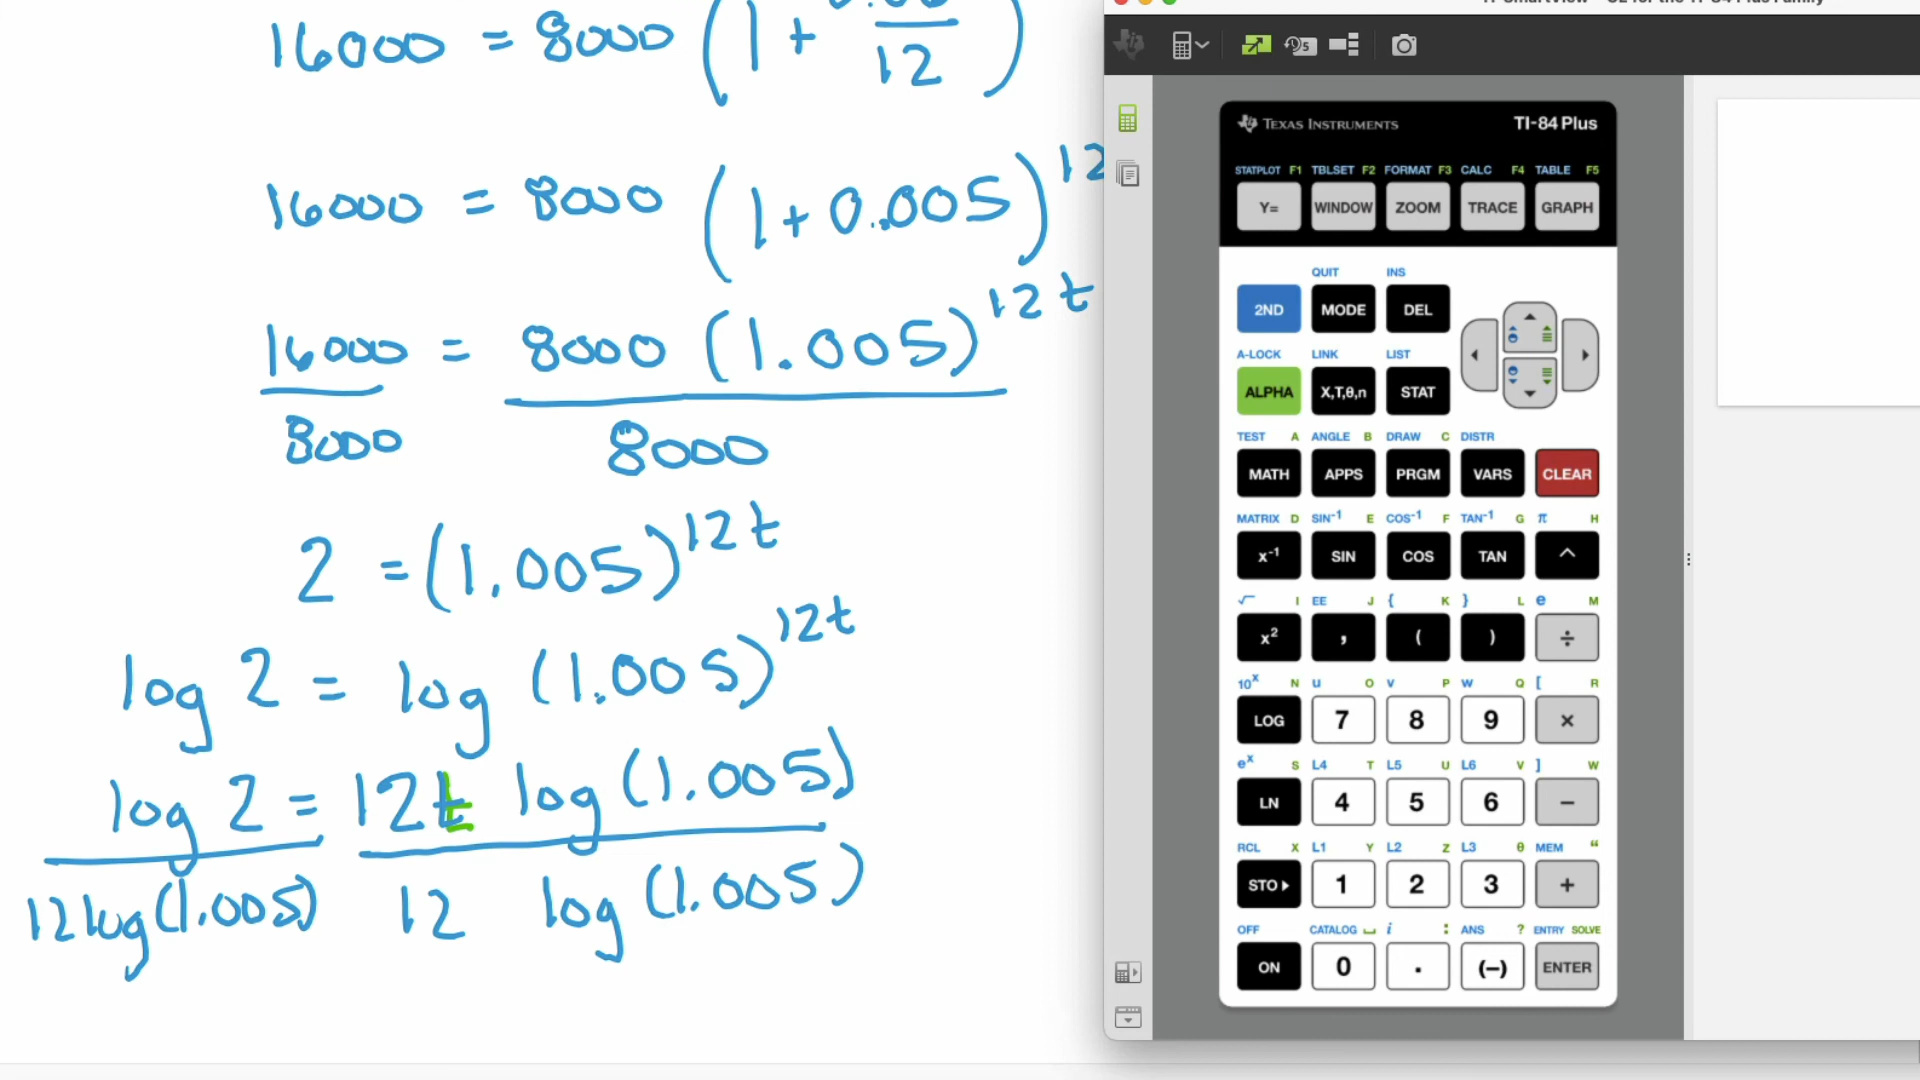 16000 = 8000 (1 + 12)
16000 = 8000 (1 + 0.005)^12
16000 = 8000 (1.005)^12t
8000 8000
2 = (1.005)^12t
log 2 = log (1.005)^12t
log 2 = 12t log (1.005)
12 log (1.005) 12 log (1.005)
TEXAS INSTRUMENTS TI-84 Plus
STATPLOT F1 TBLSET F2 FORMAT F3 CALC F4 TABLE F5
Y= WINDOW ZOOM TRACE GRAPH
QUIT INS
2ND MODE DEL
A-LOCK LINK LIST
ALPHA X,T,θ,n STAT
TEST A ANGLE B DRAW C DISTR
MATH APPS PRGM VARS CLEAR
MATRIX D SIN⁻¹ E COS⁻¹ F TAN⁻¹ G π H
x⁻¹ SIN COS TAN ^
√ I EE J { K } L e M
x² , ( ) ÷
10ˣ N u O v P w Q [ R
LOG 7 8 9 ×
eˣ S L4 T L5 U L6 V ] W
LN 4 5 6 −
RCL X L1 Y L2 Z L3 θ MEM "
STO▶ 1 2 3 +
OFF CATALOG ⎵ i : ANS ? ENTRY SOLVE
ON 0 . (−) ENTER